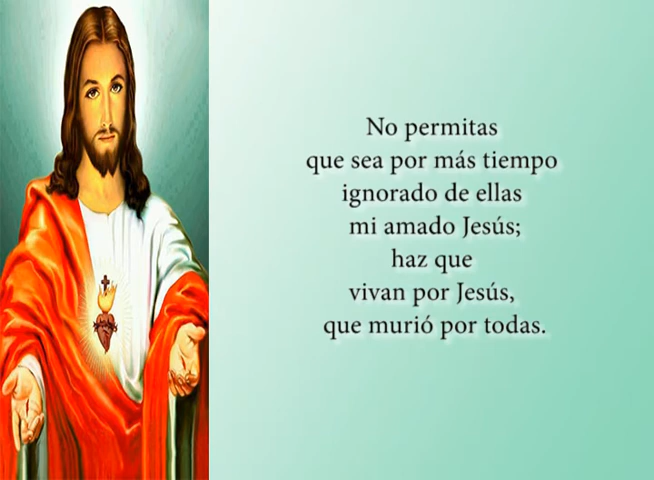 No permitas
que sea por más tiempo
ignorado de ellas
mi amado Jesús;
haz que
vivan por Jesús,
que murió por todas.